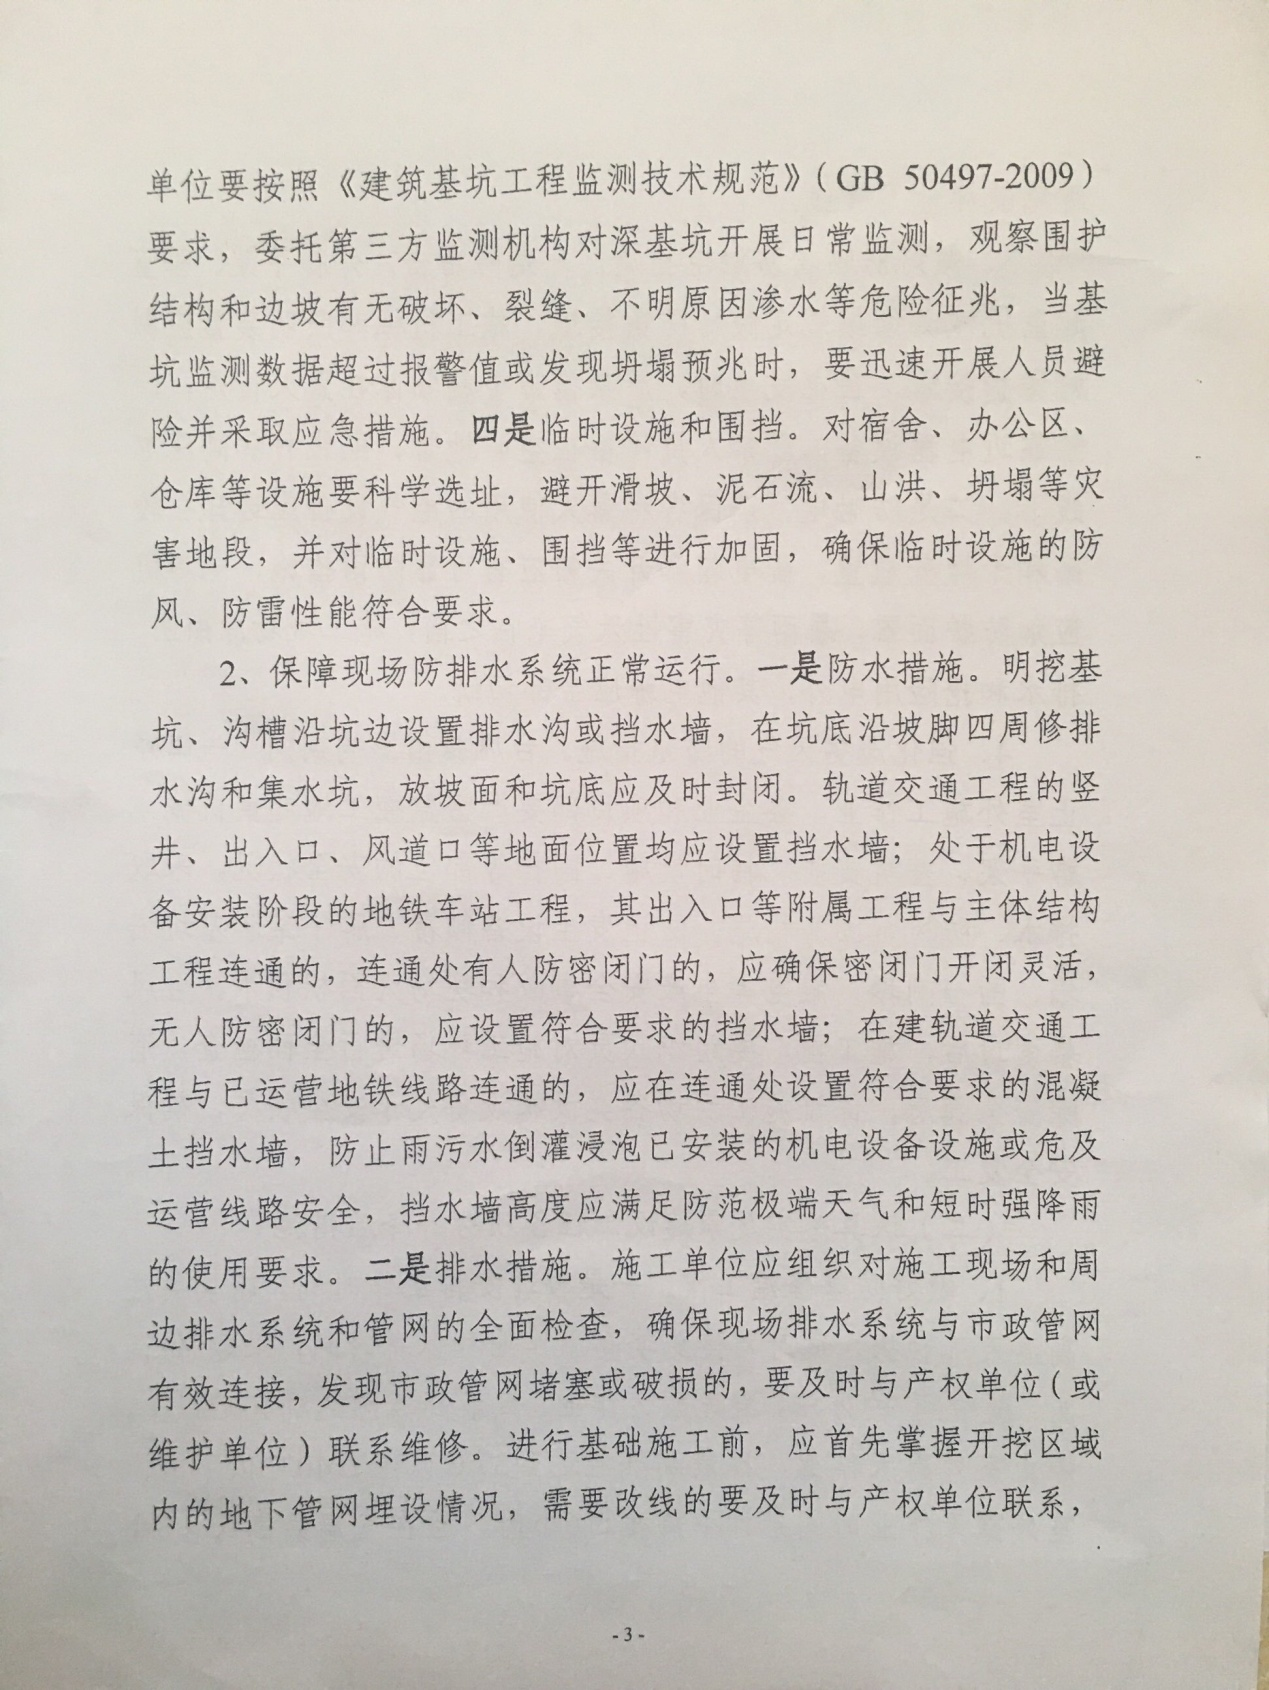 单位要按照《建筑基坑工程监测技术规范》（GB 50497-2009）
要求，委托第三方监测机构对深基坑开展日常监测，观察围护
结构和边坡有无破坏、裂缝、不明原因渗水等危险征兆，当基
坑监测数据超过报警值或发现坍塌预兆时，要迅速开展人员避
险并采取应急措施。四是临时设施和围挡。对宿舍、办公区、
仓库等设施要科学选址，避开滑坡、泥石流、山洪、坍塌等灾
害地段，并对临时设施、围挡等进行加固，确保临时设施的防
风、防雷性能符合要求。
2、保障现场防排水系统正常运行。一是防水措施。明挖基
坑、沟槽沿坑边设置排水沟或挡水墙，在坑底沿坡脚四周修排
水沟和集水坑，放坡面和坑底应及时封闭。轨道交通工程的竖
井、出入口、风道口等地面位置均应设置挡水墙；处于机电设
备安装阶段的地铁车站工程，其出入口等附属工程与主体结构
工程连通的，连通处有人防密闭门的，应确保密闭门开闭灵活，
无人防密闭门的，应设置符合要求的挡水墙；在建轨道交通工
程与已运营地铁线路连通的，应在连通处设置符合要求的混凝
土挡水墙，防止雨污水倒灌浸泡已安装的机电设备设施或危及
运营线路安全，挡水墙高度应满足防范极端天气和短时强降雨
的使用要求。二是排水措施。施工单位应组织对施工现场和周
边排水系统和管网的全面检查，确保现场排水系统与市政管网
有效连接，发现市政管网堵塞或破损的，要及时与产权单位（或
维护单位）联系维修。进行基础施工前，应首先掌握开挖区域
内的地下管网埋设情况，需要改线的要及时与产权单位联系，
- 3 -